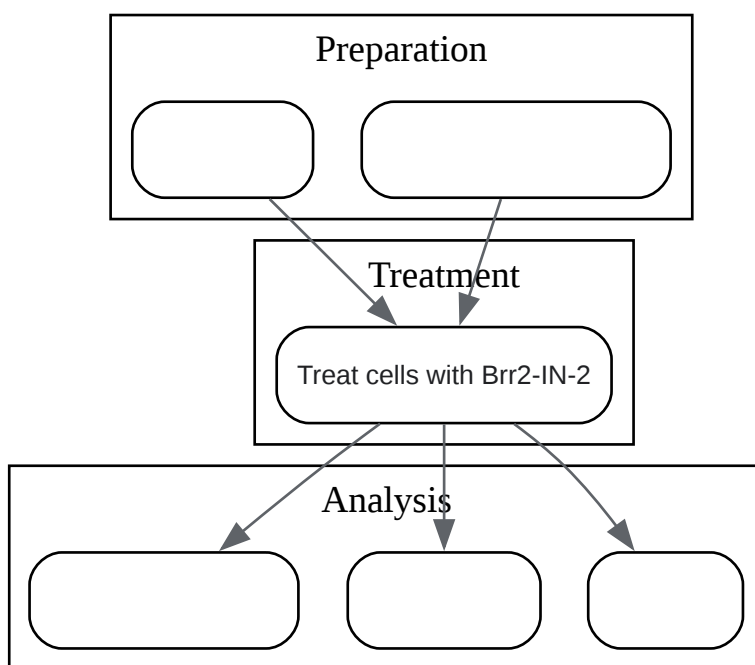 Preparation
Treatment
Treat cells with Brr2-IN-2
Analysis